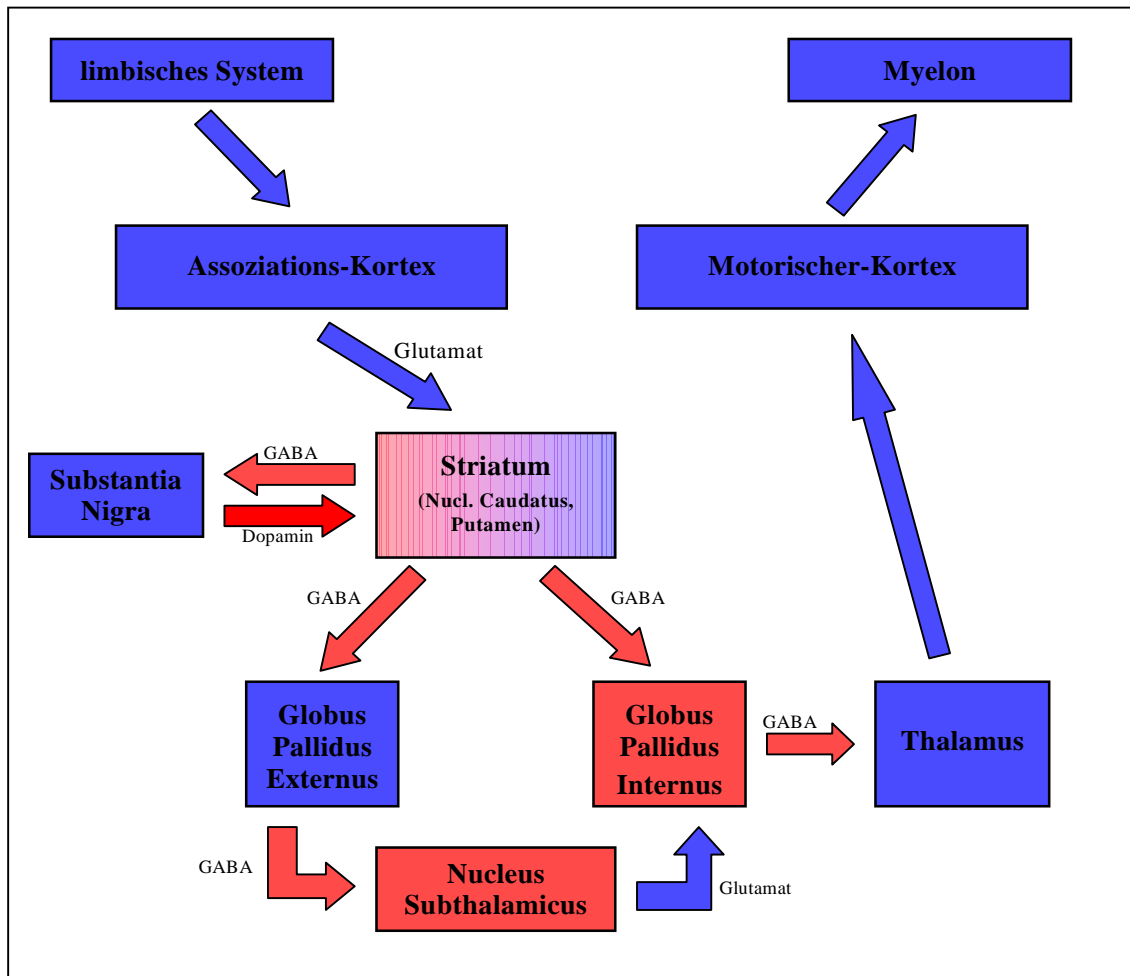 limbisches System
Myelon
Assoziations-Kortex
Motorischer-Kortex
Glutamat
Substantia
Nigra
GABA
Dopamin
Striatum
(Nucl. Caudatus,
Putamen)
GABA
GABA
Globus
Pallidus
Externus
Globus
Pallidus
Internus
GABA
Thalamus
GABA
Nucleus
Subthalamicus
Glutamat